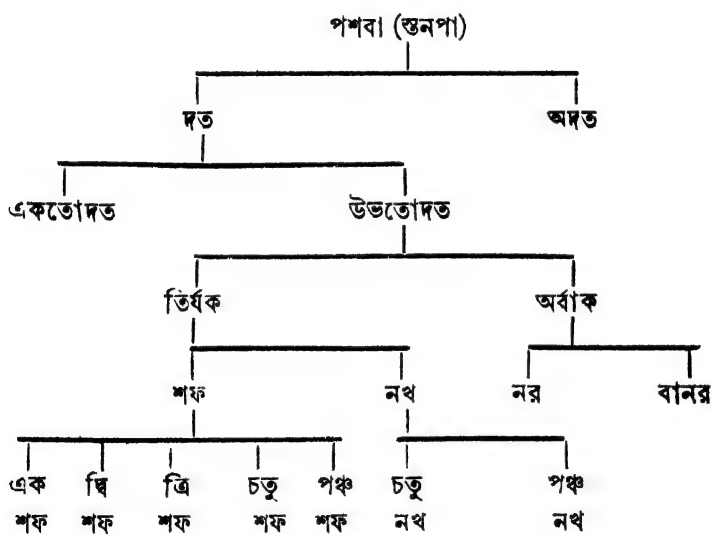 পশবা (স্তনপা)
দত অদত
একতোদত উভতোদত
তির্যক অর্বাক
শফ নখ নর বানর
এক দ্বি ত্রি চতু পঞ্চ চতু পঞ্চ
শফ শফ শফ শফ শফ নখ নখ